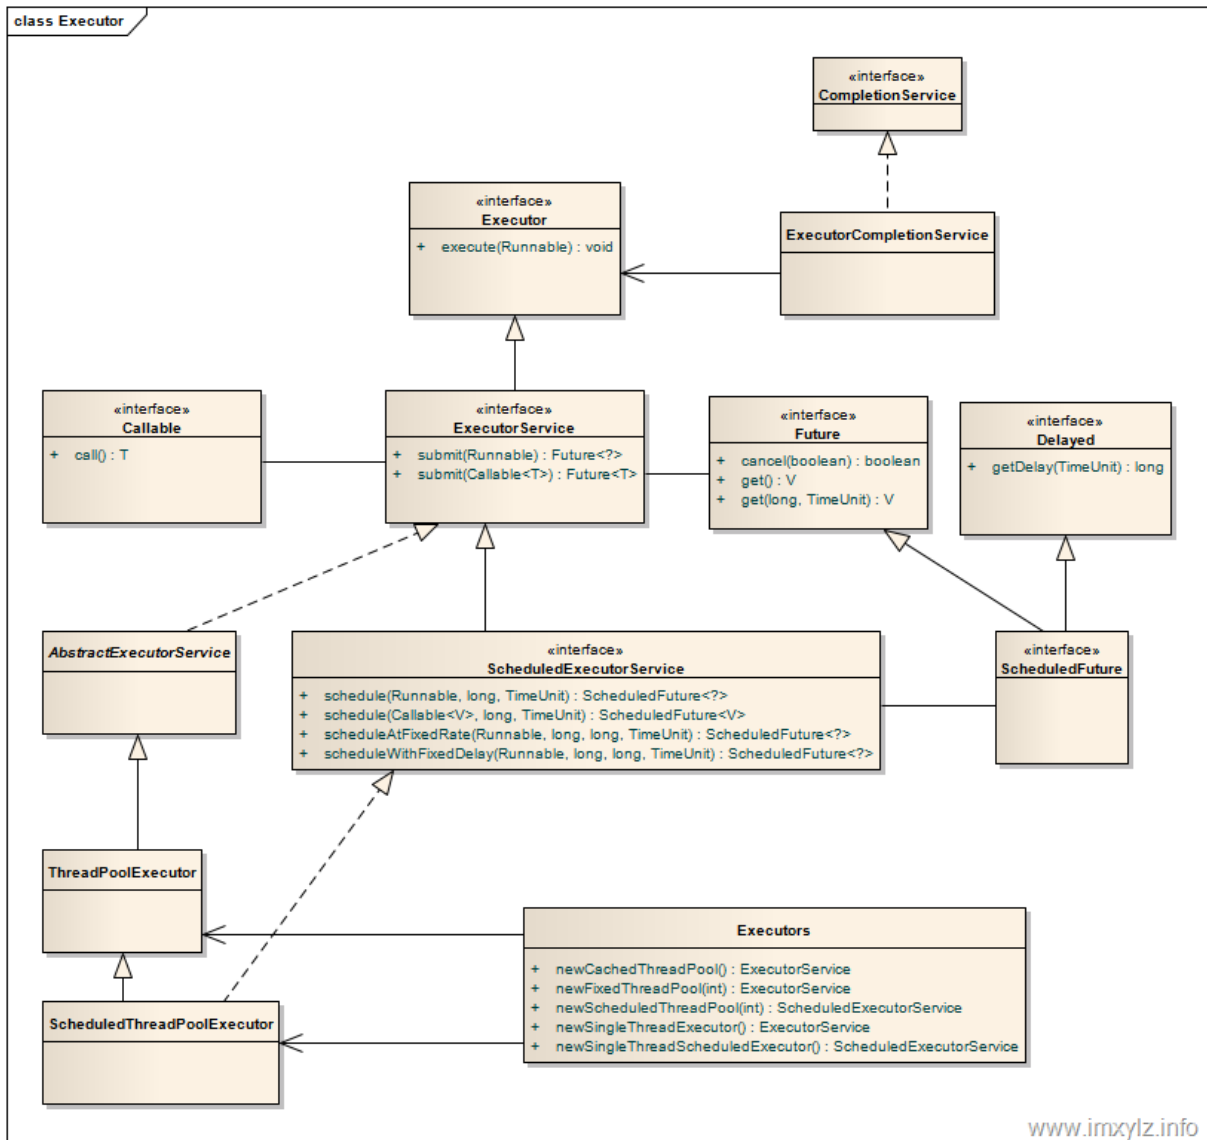 class Executor
«interface»
CompletionService
«interface»
Executor
+ execute(Runnable) : void
ExecutorCompletionService
«interface»
Callable
+ call() : T
«interface»
ExecutorService
+ submit(Runnable) : Future<?>
+ submit(Callable<T>) : Future<T>
«interface»
Future
+ cancel(boolean) : boolean
+ get() : V
+ get(long, TimeUnit) : V
«interface»
Delayed
+ getDelay(TimeUnit) : long
AbstractExecutorService
«interface»
ScheduledExecutorService
+ schedule(Runnable, long, TimeUnit) : ScheduledFuture<?>
+ schedule(Callable<V>, long, TimeUnit) : ScheduledFuture<V>
+ scheduleAtFixedRate(Runnable, long, long, TimeUnit) : ScheduledFuture<?>
+ scheduleWithFixedDelay(Runnable, long, long, TimeUnit) : ScheduledFuture<?>
«interface»
ScheduledFuture
ThreadPoolExecutor
Executors
+ newCachedThreadPool() : ExecutorService
+ newFixedThreadPool(int) : ExecutorService
+ newScheduledThreadPool(int) : ScheduledExecutorService
+ newSingleThreadExecutor() : ExecutorService
+ newSingleThreadScheduledExecutor() : ScheduledExecutorService
ScheduledThreadPoolExecutor
www.imxylz.info